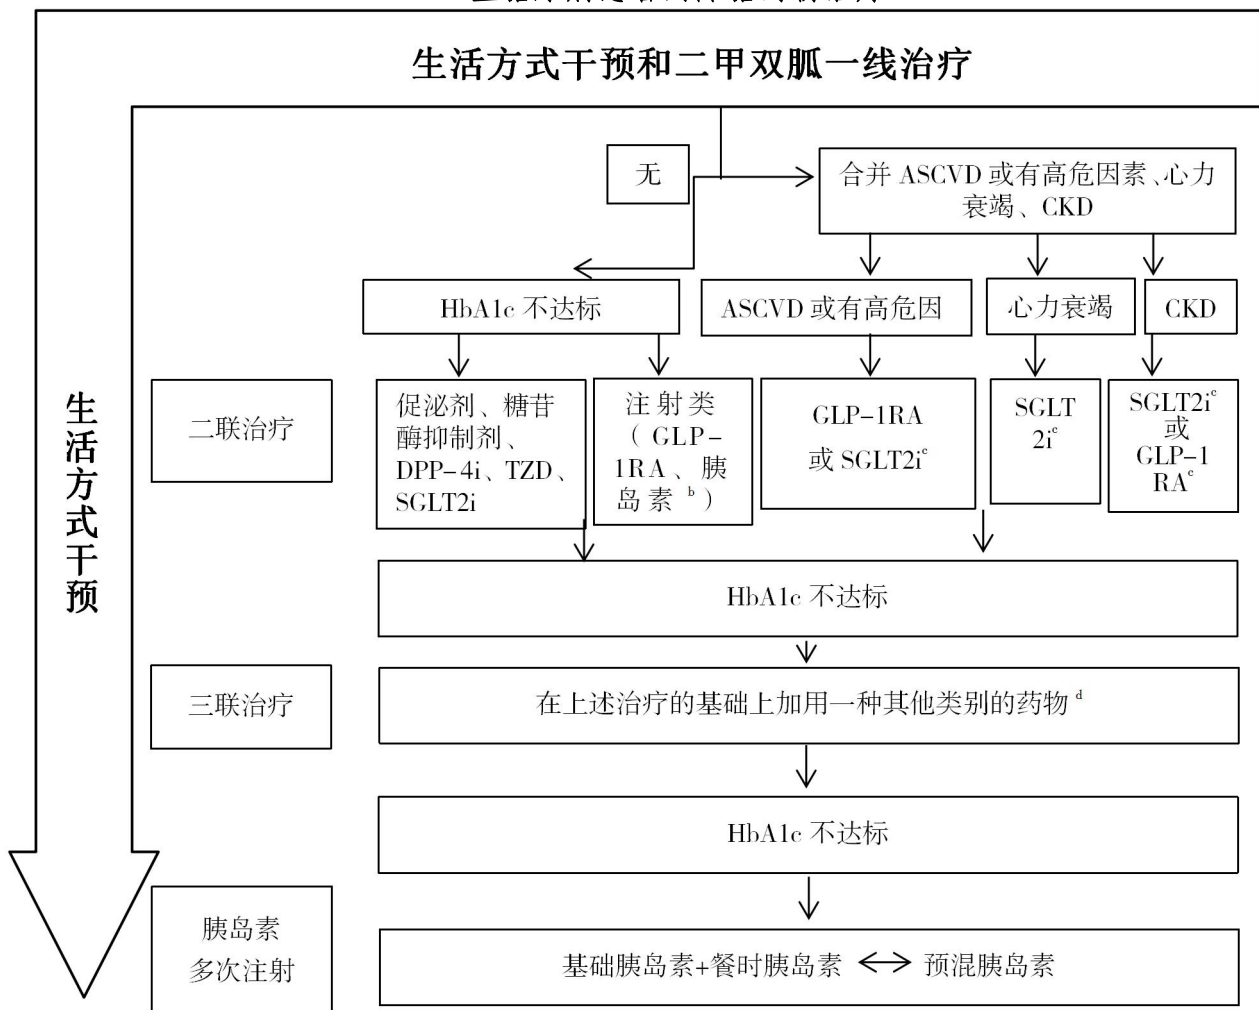 生活方式干预和二甲双胍一线治疗
无
合并 ASCVD 或有高危因素、心力
衰竭、CKD
HbA1c 不达标
ASCVD 或有高危因
心力衰竭
CKD
生活方式干预
二联治疗
促泌剂、糖苷
酶抑制剂、
DPP-4i、TZD、
SGLT2i
注射类
（GLP-
1RA、胰
岛素 b）
GLP-1RA
或 SGLT2ic
SGLT
2ic
SGLT2ic
或
GLP-1
RAc
HbA1c 不达标
三联治疗
在上述治疗的基础上加用一种其他类别的药物 d
HbA1c 不达标
胰岛素
多次注射
基础胰岛素+餐时胰岛素 ⟷ 预混胰岛素